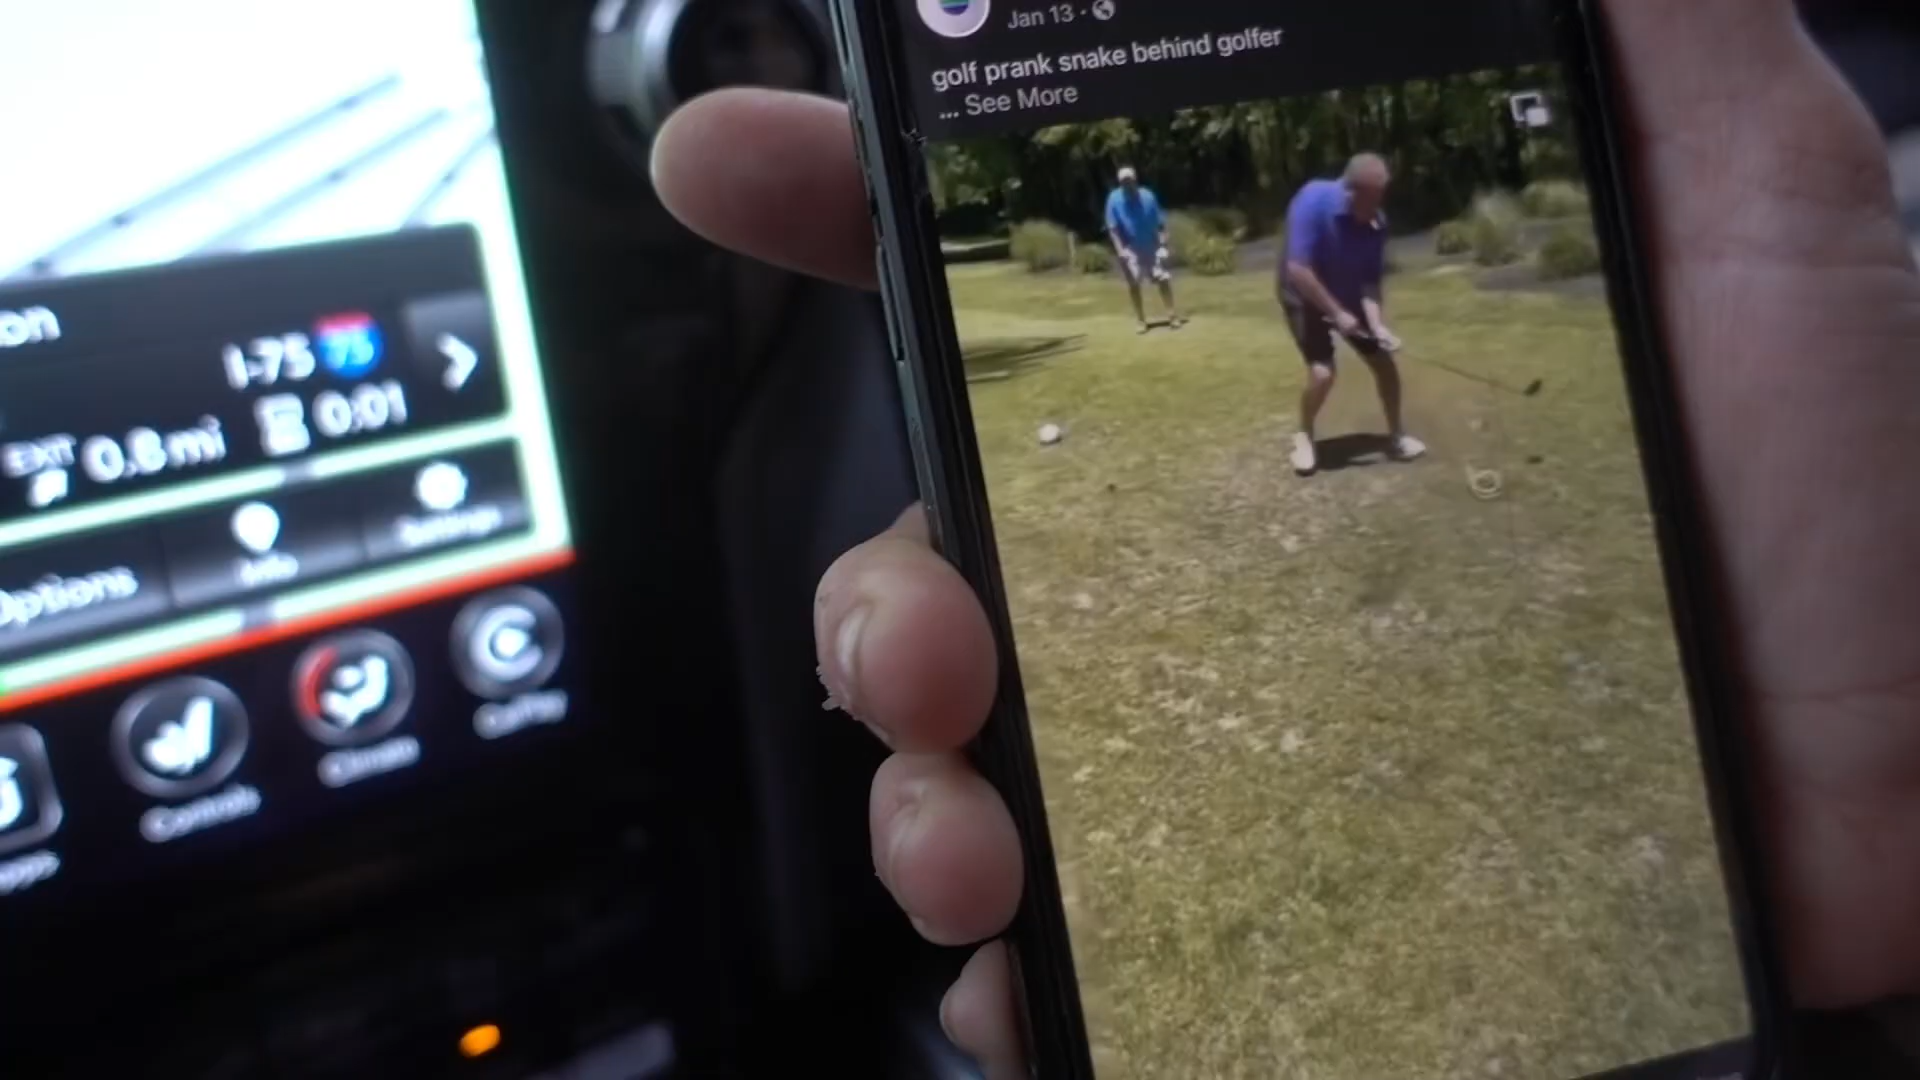 Jan 13 ·
golf prank snake behind golfer
... See More
on
I-75 75
EXIT 0.8 mi 0:01
Options
Info
Settings
Apps
Controls
Climate
CarPlay